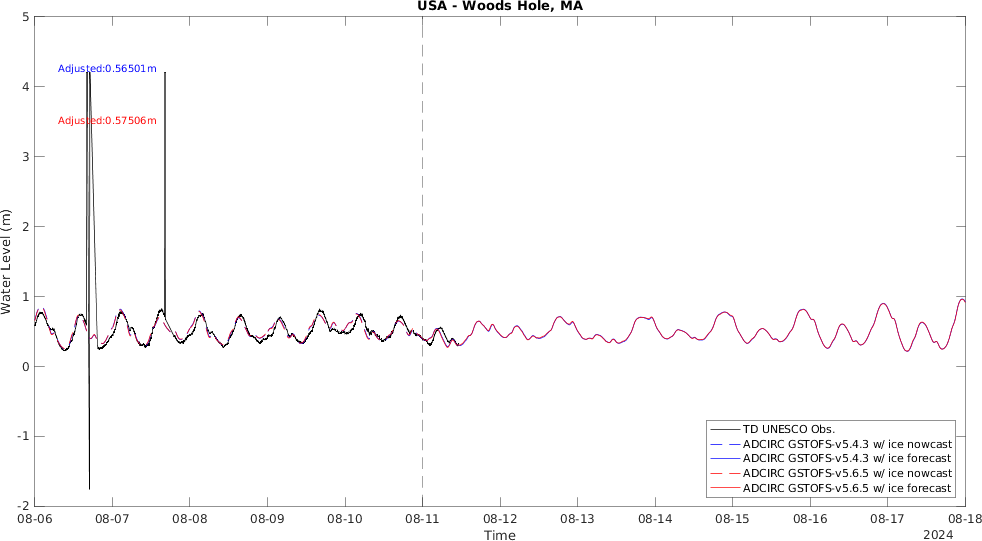 USA - Woods Hole, MA
5
4
3
2
1
0
-1
-2
Water Level (m)
Adjusted:0.56501m
Adjusted:0.57506m
TD UNESCO Obs.
ADCIRC GSTOFS-v5.4.3 w/ ice nowcast
ADCIRC GSTOFS-v5.4.3 w/ ice forecast
ADCIRC GSTOFS-v5.6.5 w/ ice nowcast
ADCIRC GSTOFS-v5.6.5 w/ ice forecast
08-06 08-07 08-08 08-09 08-10 08-11 08-12 08-13 08-14 08-15 08-16 08-17 08-18
Time
2024